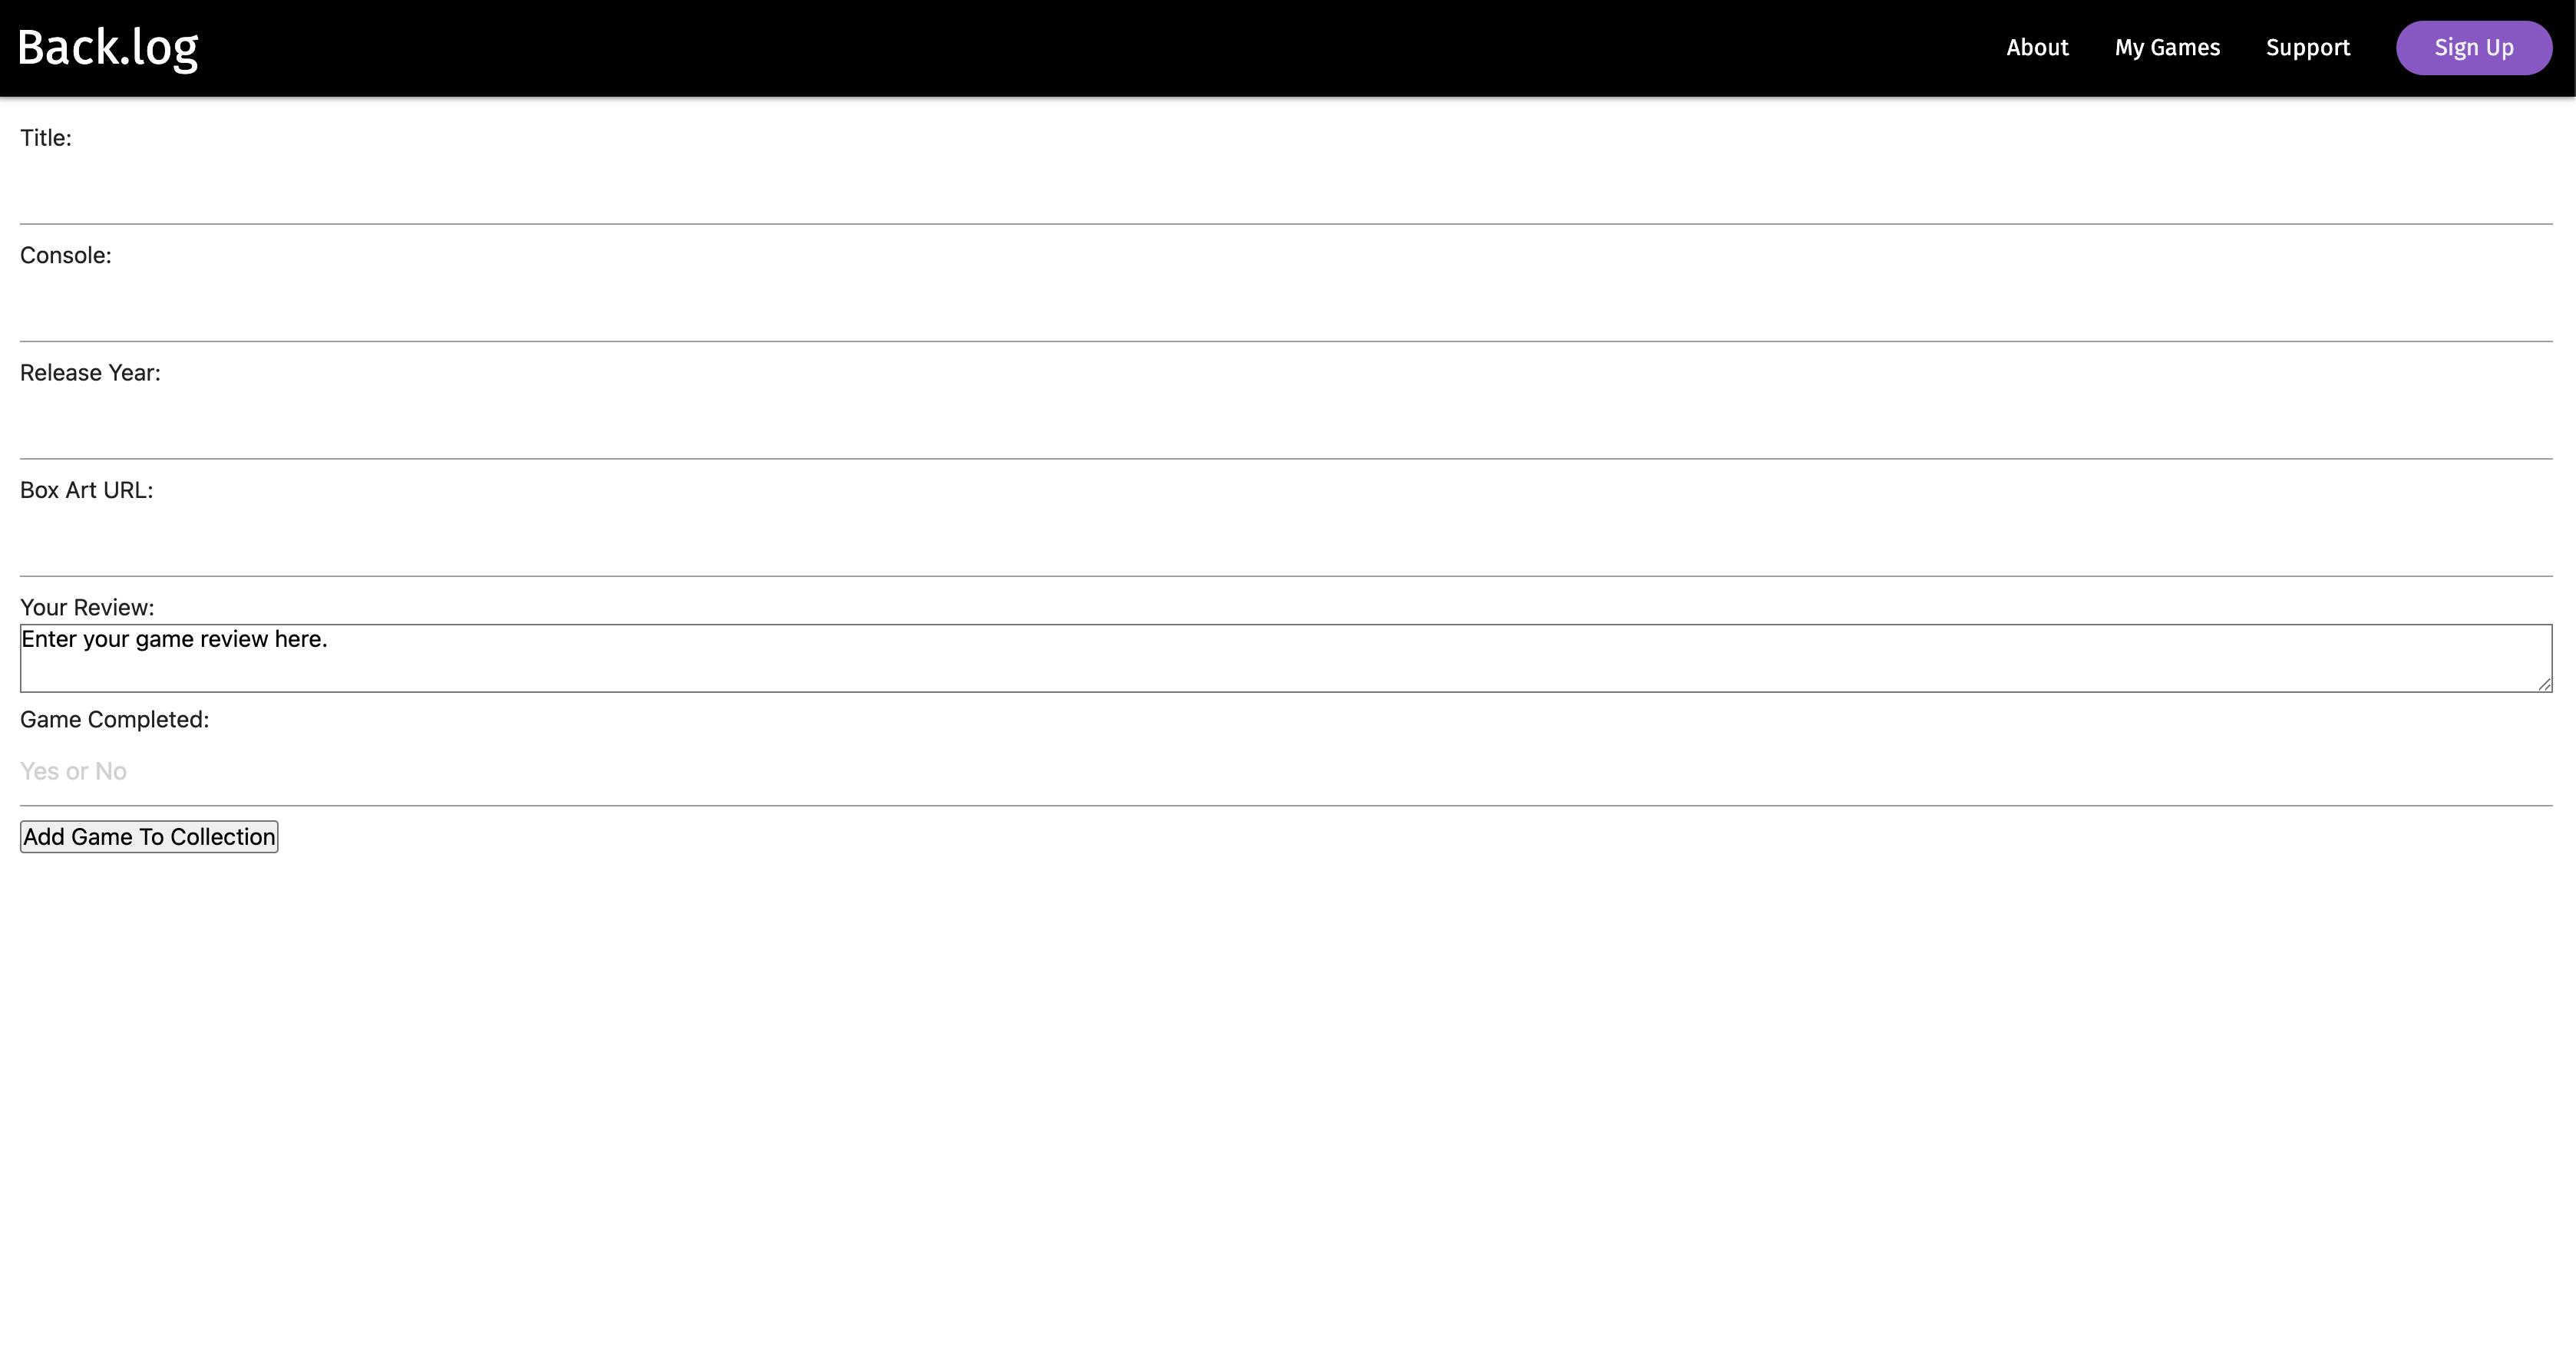 Back.log
About My Games Support Sign Up
Title:
Console:
Release Year:
Box Art URL:
Your Review:
Enter your game review here.
Game Completed:
Yes or No
Add Game To Collection